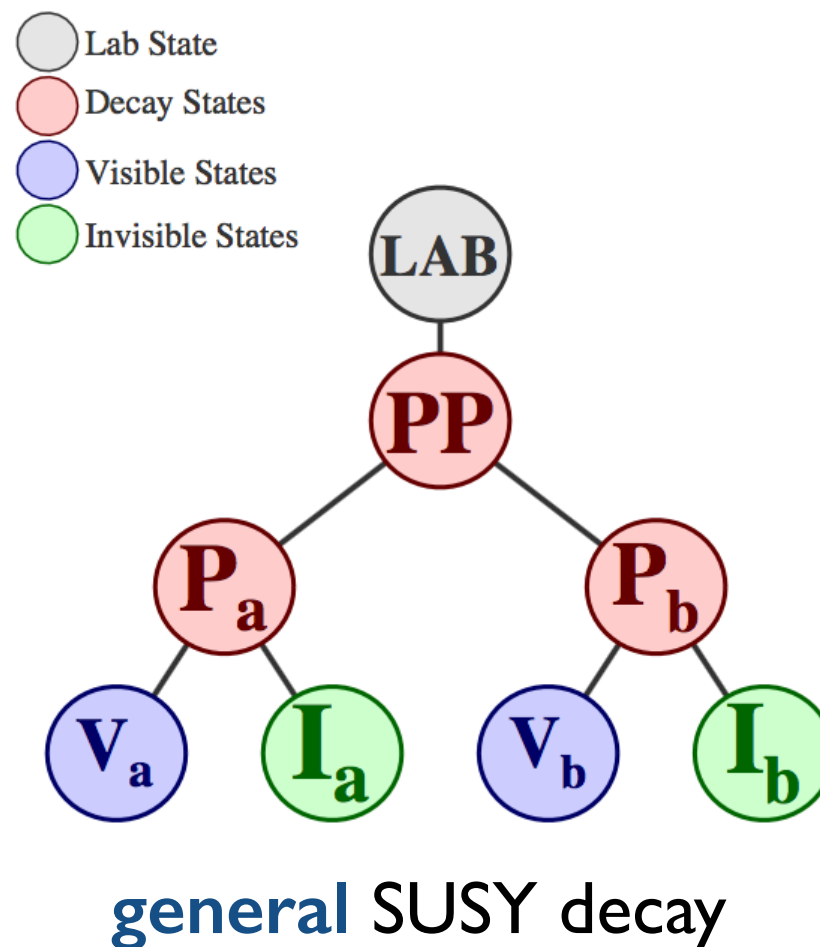 Lab State
Decay States
Visible States
Invisible States
LAB
PP
Pa
Pb
Va
Ia
Vb
Ib
general SUSY decay